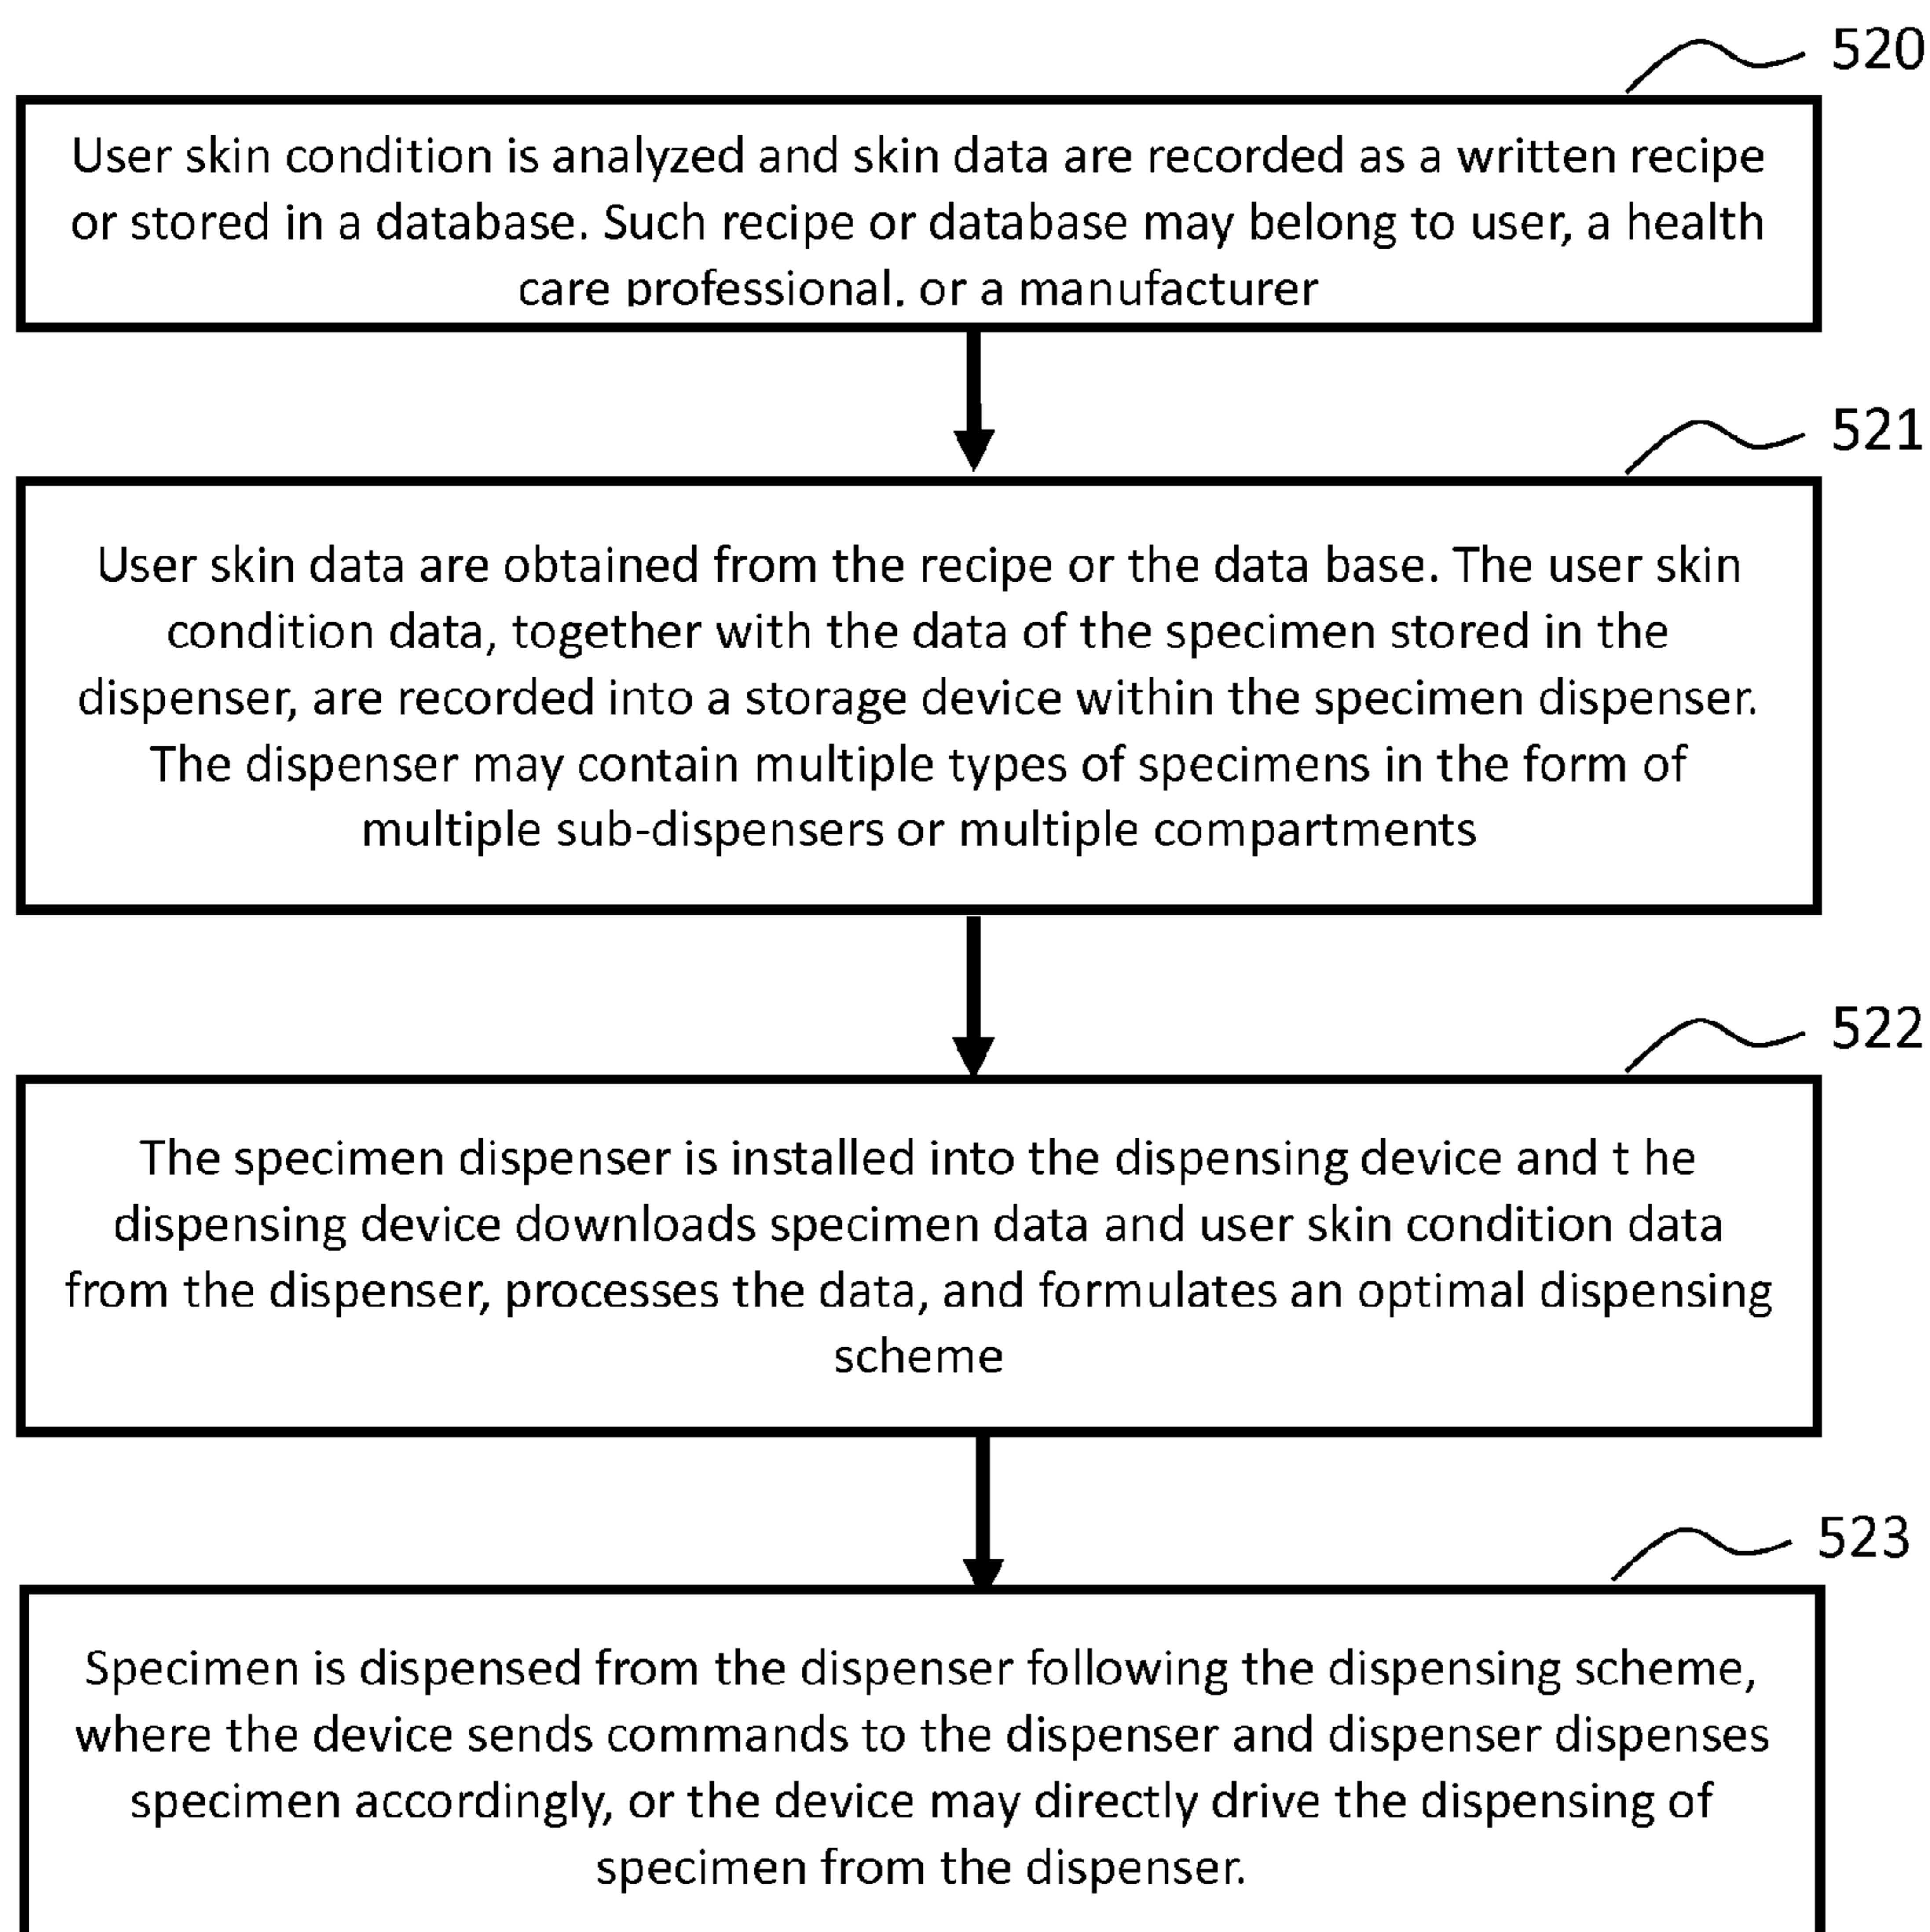 520
User skin condition is analyzed and skin data are recorded as a written recipe
or stored in a database. Such recipe or database may belong to user, a health
care professional. or a manufacturer
521
User skin data are obtained from the recipe or the data base. The user skin
condition data, together with the data of the specimen stored in the
dispenser, are recorded into a storage device within the specimen dispenser.
The dispenser may contain multiple types of specimens in the form of
multiple sub-dispensers or multiple compartments
522
The specimen dispenser is installed into the dispensing device and t he
dispensing device downloads specimen data and user skin condition data
from the dispenser, processes the data, and formulates an optimal dispensing
scheme
523
Specimen is dispensed from the dispenser following the dispensing scheme,
where the device sends commands to the dispenser and dispenser dispenses
specimen accordingly, or the device may directly drive the dispensing of
specimen from the dispenser.